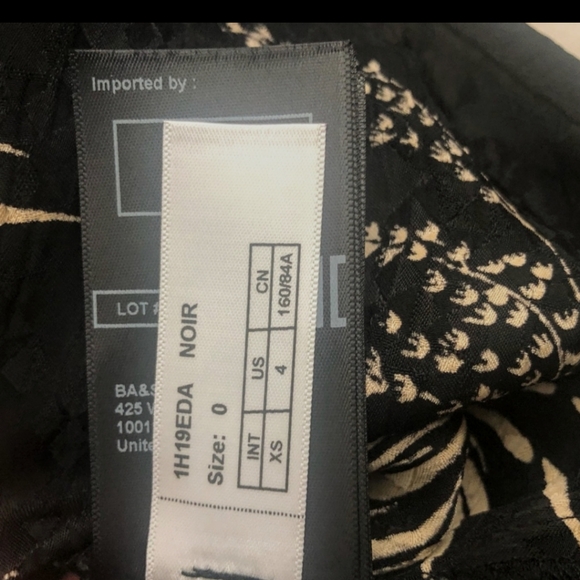 Imported by :
LOT
BA&S
425
1001
Unite
1H19EDA NOIR
Size: 0
INT US CN
XS 4 160/84A